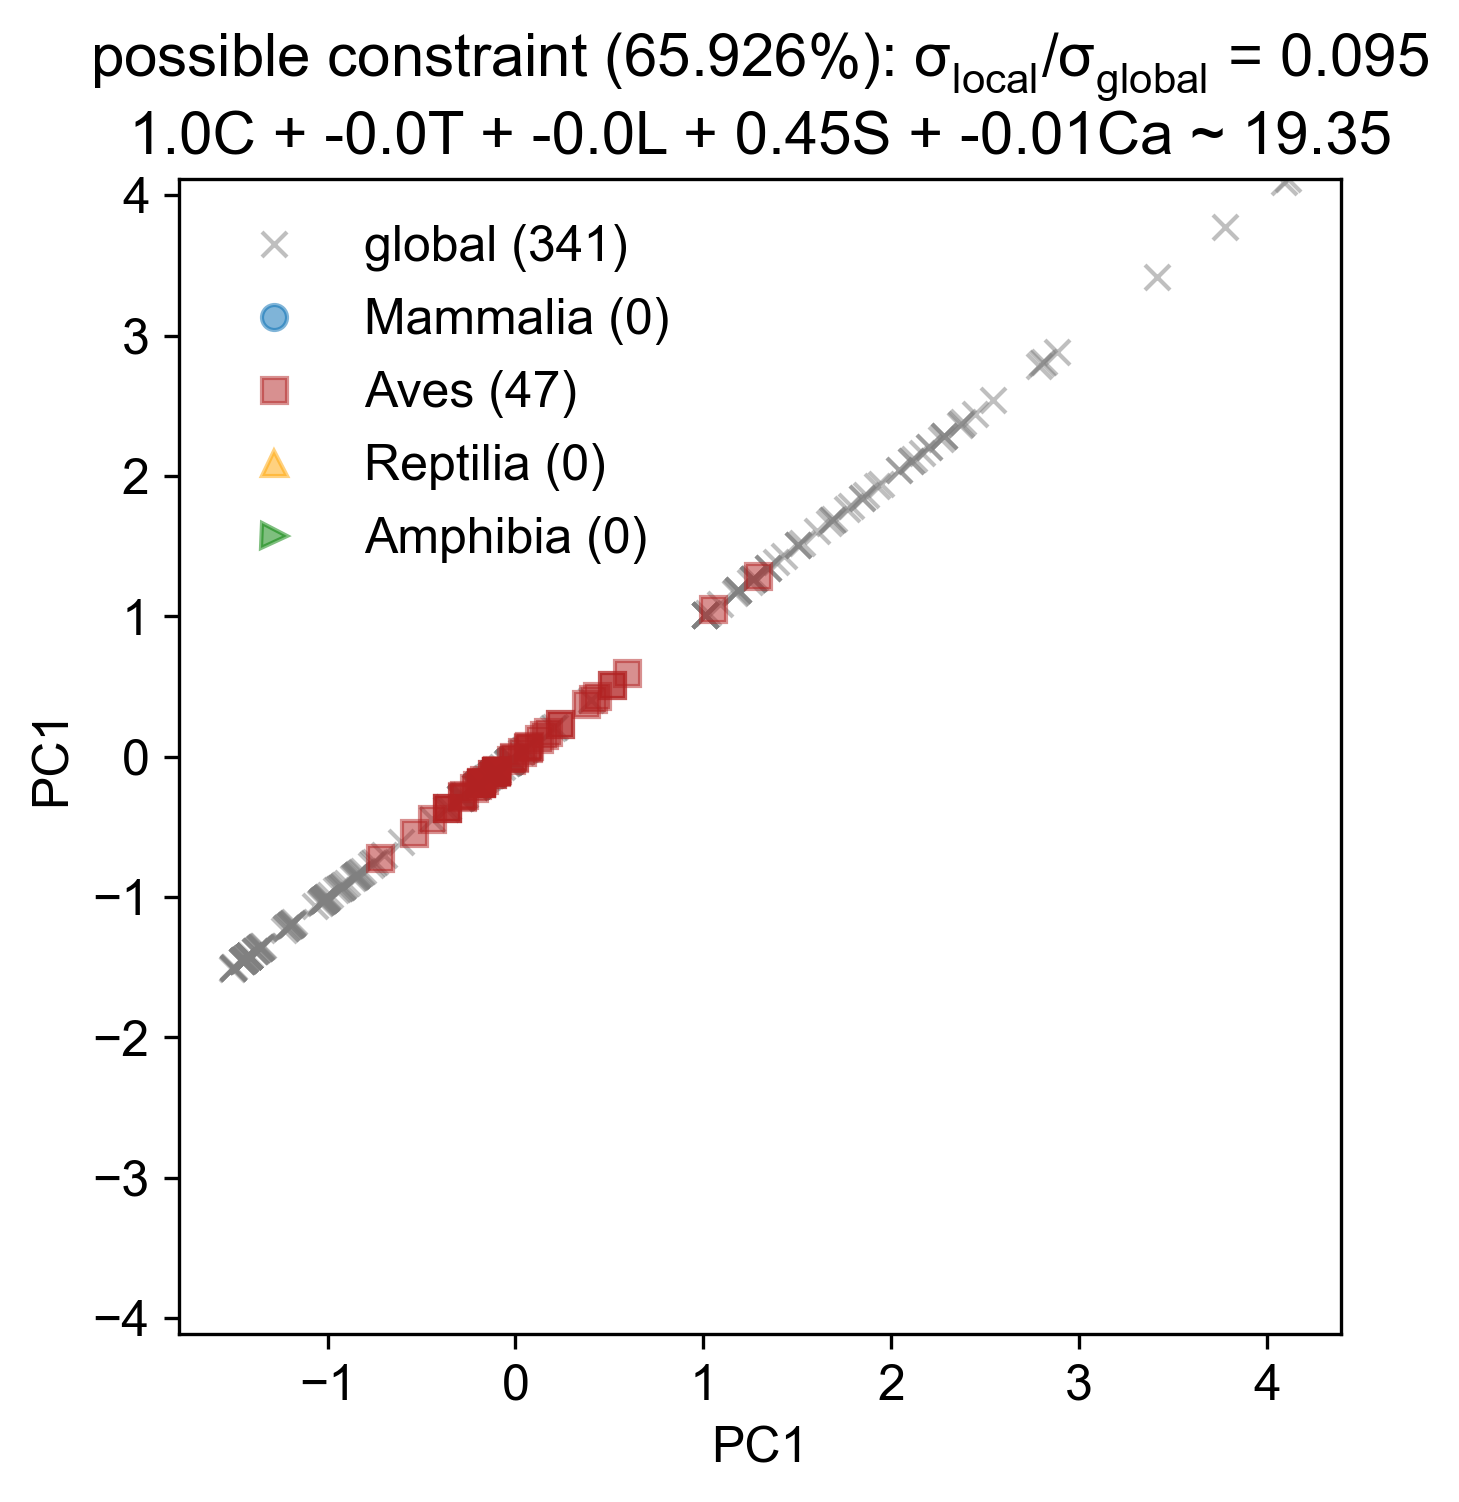 possible constraint (65.926%): σlocal/σglobal = 0.095
1.0C + -0.0T + -0.0L + 0.45S + -0.01Ca ~ 19.35
4
global (341)
Mammalia (0)
3
Aves (47)
2
Reptilia (0)
Amphibia (0)
1
PC1
0
−1
−2
−3
−4
−1 0 1 2 3 4
PC1